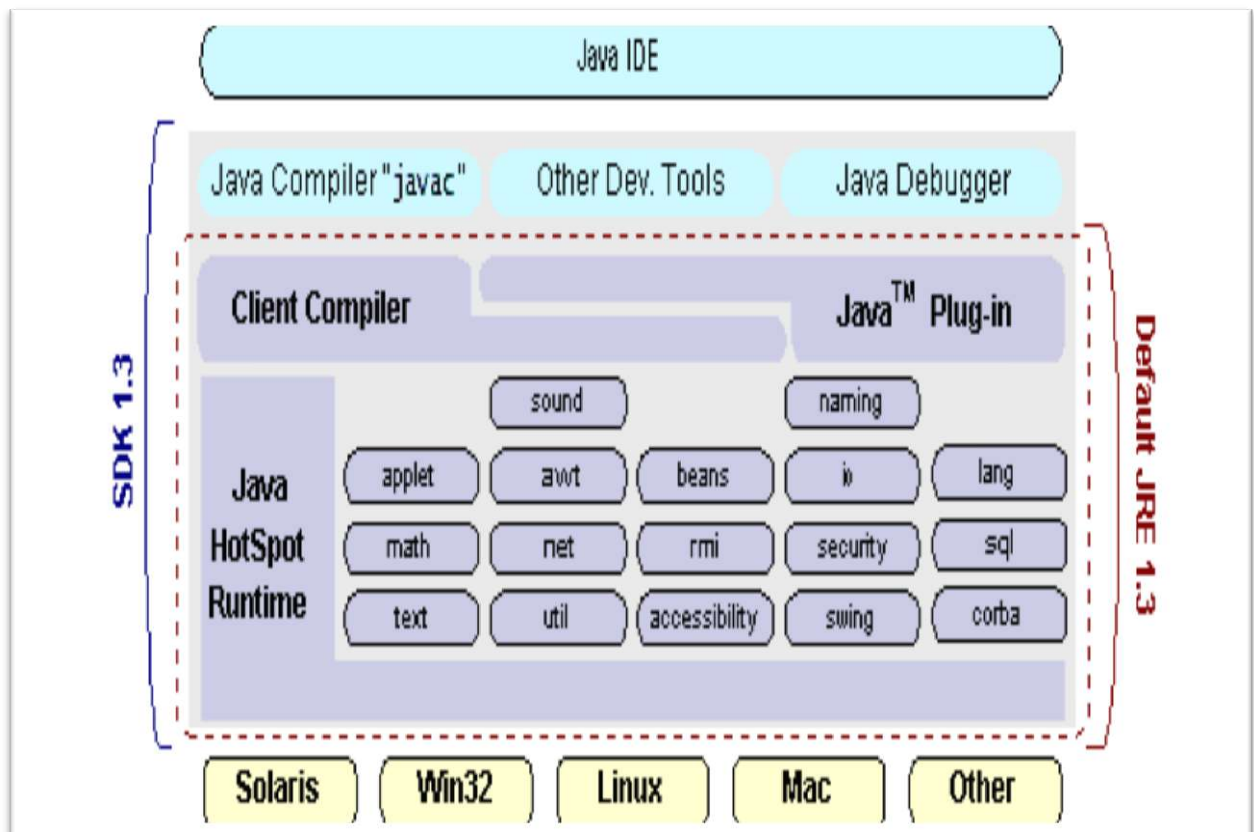 Java IDE
Java Compiler "javac"
Other Dev. Tools
Java Debugger
SDK 1.3
Default JRE 1.3
Client Compiler
Java™ Plug-in
Java
HotSpot
Runtime
sound
naming
applet
awt
beans
io
lang
math
net
rmi
security
sql
text
util
accessibility
swing
corba
Solaris
Win32
Linux
Mac
Other